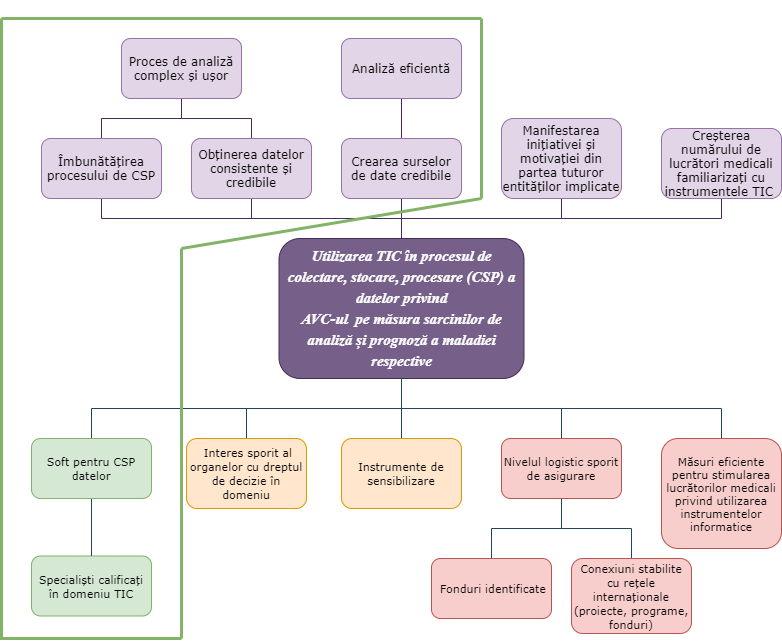 Proces de analiză
complex și ușor
Analiză eficientă
Îmbunătățirea
procesului de CSP
Obținerea datelor
consistente și
credibile
Crearea surselor
de date credibile
Manifestarea
inițiativei și
motivației din
partea tuturor
entităților implicate
Creșterea
numărului de
lucrători medicali
familiarizați cu
instrumentele TIC
Utilizarea TIC în procesul de
colectare, stocare, procesare (CSP) a
datelor privind
AVC-ul pe măsura sarcinilor de
analiză și prognoză a maladiei
respective
Soft pentru CSP
datelor
Interes sporit al
organelor cu dreptul
de decizie în
domeniu
Instrumente de
sensibilizare
Nivelul logistic sporit
de asigurare
Măsuri eficiente
pentru stimularea
lucrătorilor medicali
privind utilizarea
instrumentelor
informatice
Specialiști calificați
în domeniu TIC
Fonduri identificate
Conexiuni stabilite
cu rețele
internaționale
(proiecte, programe,
fonduri)